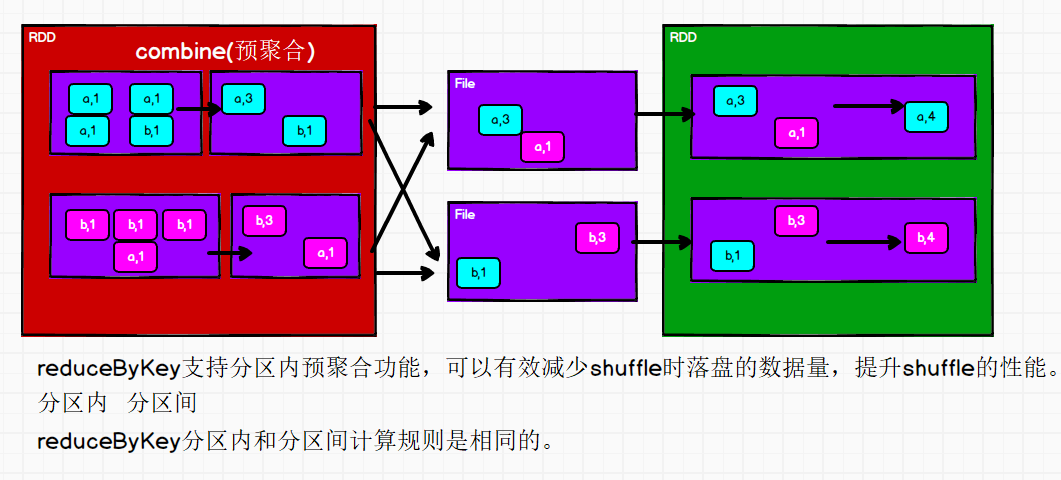 RDD
combine(预聚合)
a,1 a,1
a,3
a,1 b,1
b,1
b,1 b,1 b,1
a,1
b,3
a,1
File
a,3
a,1
File
b,3
b,1
RDD
a,3
a,1
a,4
b,3
b,1
b,4
reduceByKey支持分区内预聚合功能，可以有效减少shuffle时落盘的数据量，提升shuffle的性能。
分区内 分区间
reduceByKey分区内和分区间计算规则是相同的。